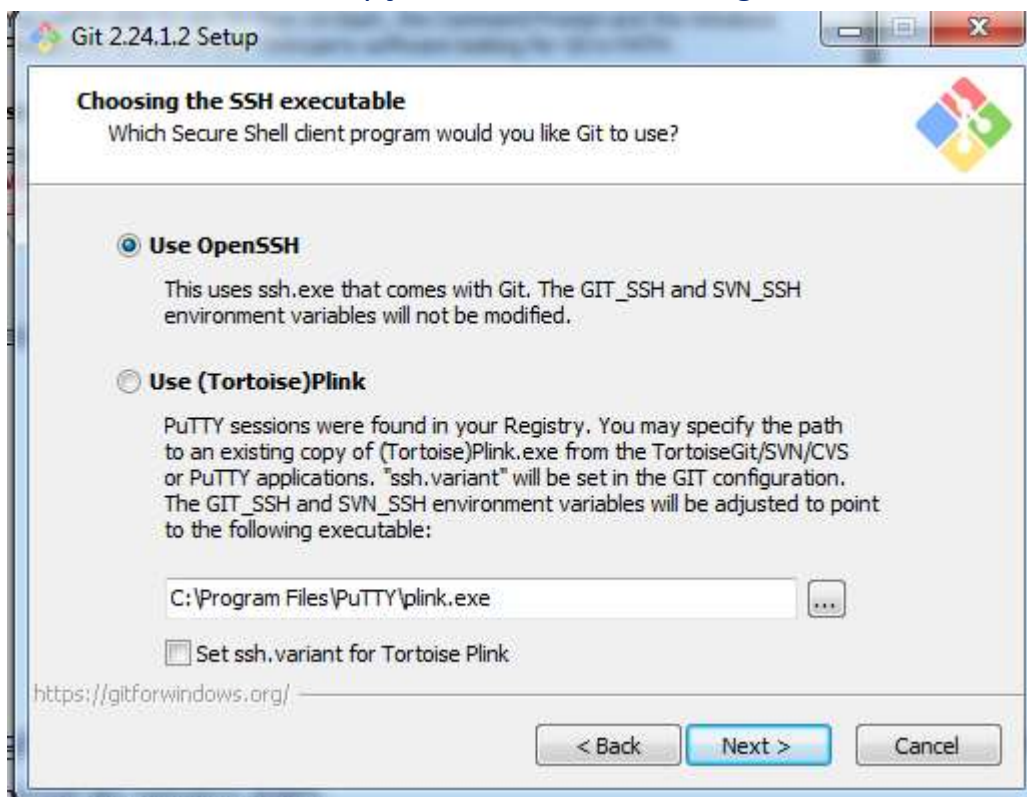 Git 2.24.1.2 Setup
Choosing the SSH executable
Which Secure Shell client program would you like Git to use?
Use OpenSSH
This uses ssh.exe that comes with Git. The GIT_SSH and SVN_SSH
environment variables will not be modified.
Use (Tortoise)Plink
PuTTY sessions were found in your Registry. You may specify the path
to an existing copy of (Tortoise)Plink.exe from the TortoiseGit/SVN/CVS
or PuTTY applications. "ssh.variant" will be set in the GIT configuration.
The GIT_SSH and SVN_SSH environment variables will be adjusted to point
to the following executable:
C:\Program Files\PuTTY\plink.exe
...
Set ssh.variant for Tortoise Plink
https://gitforwindows.org/
< Back Next > Cancel